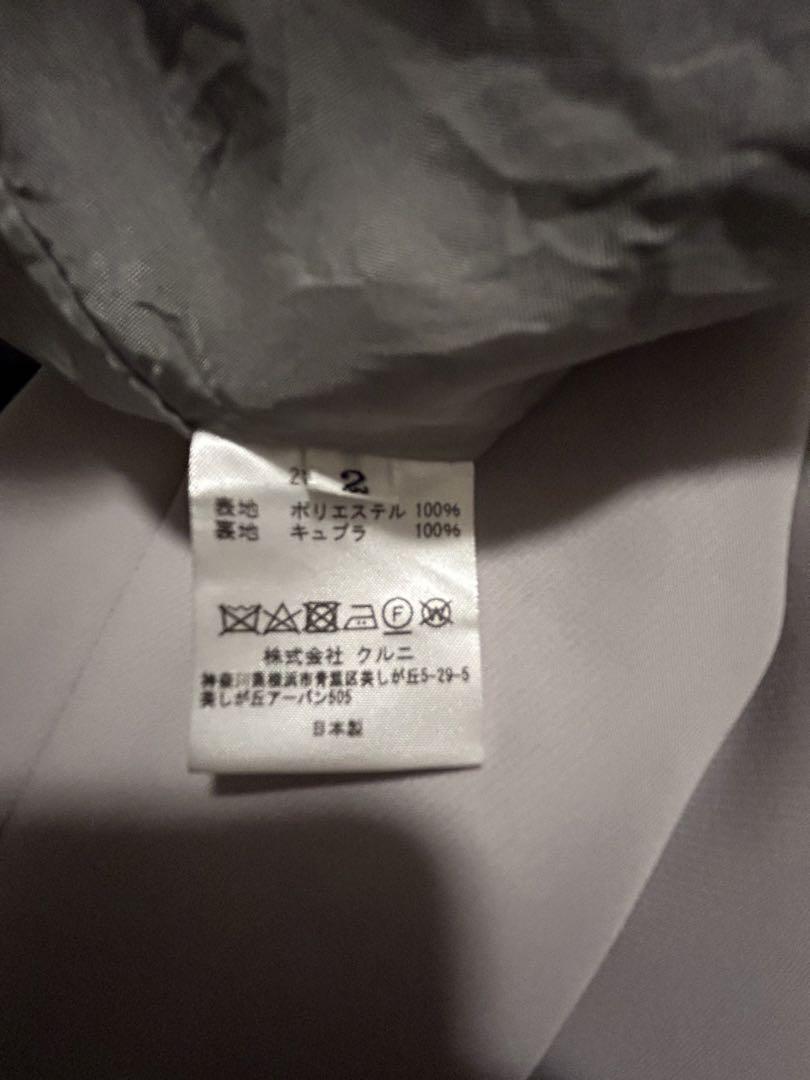 2
表地 ポリエステル 100%
裏地 キュプラ 100%
F W
株式会社 クルニ
神奈川県横浜市青葉区美しが丘5-29-5
美しが丘アーバン505
日本製